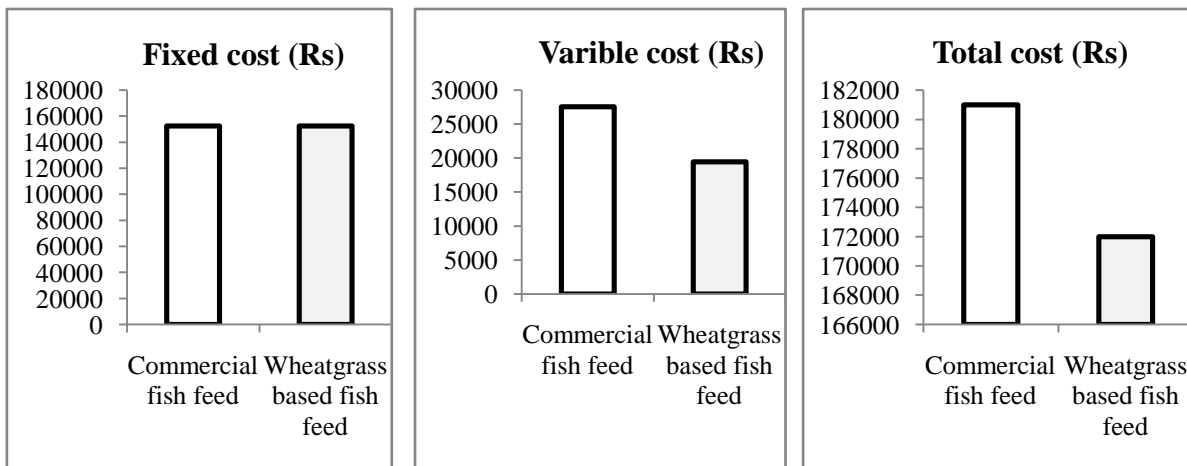 Fixed cost (Rs)
180000
160000
140000
120000
100000
80000
60000
40000
20000
0
Commercial fish feed
Wheatgrass based fish feed
Varible cost (Rs)
30000
25000
20000
15000
10000
5000
0
Commercial fish feed
Wheatgrass based fish feed
Total cost (Rs)
182000
180000
178000
176000
174000
172000
170000
168000
166000
Commercial fish feed
Wheatgrass based fish feed